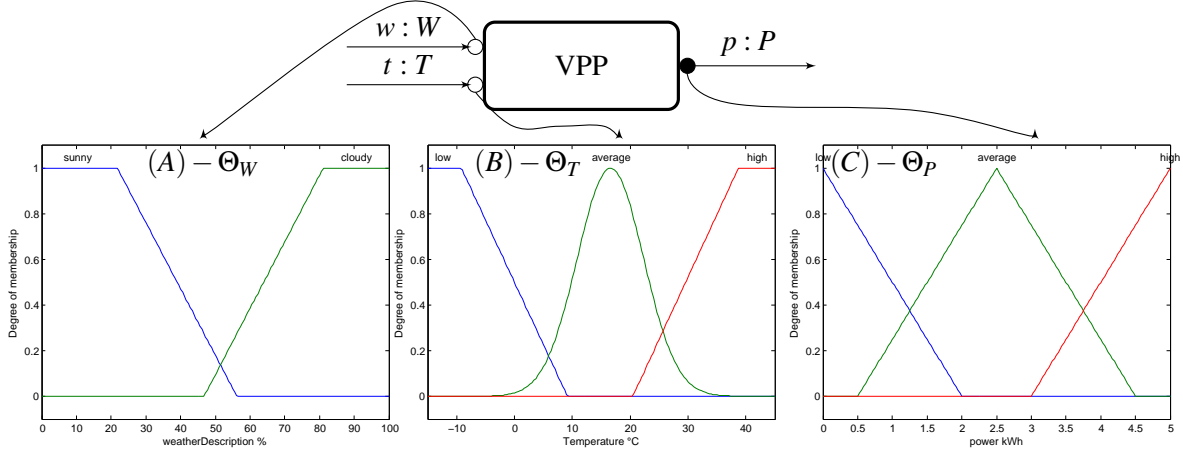 w : W
t : T
VPP
p : P
(A) − Θ_W
sunny
cloudy
Degree of membership
1
0.8
0.6
0.4
0.2
0
0 10 20 30 40 50 60 70 80 90 100
weatherDescription %
(B) − Θ_T
low
average
high
Degree of membership
1
0.8
0.6
0.4
0.2
0
−10 0 10 20 30 40
Temperature °C
(C) − Θ_P
low
average
high
Degree of membership
1
0.8
0.6
0.4
0.2
0
0 0.5 1 1.5 2 2.5 3 3.5 4 4.5 5
power kWh